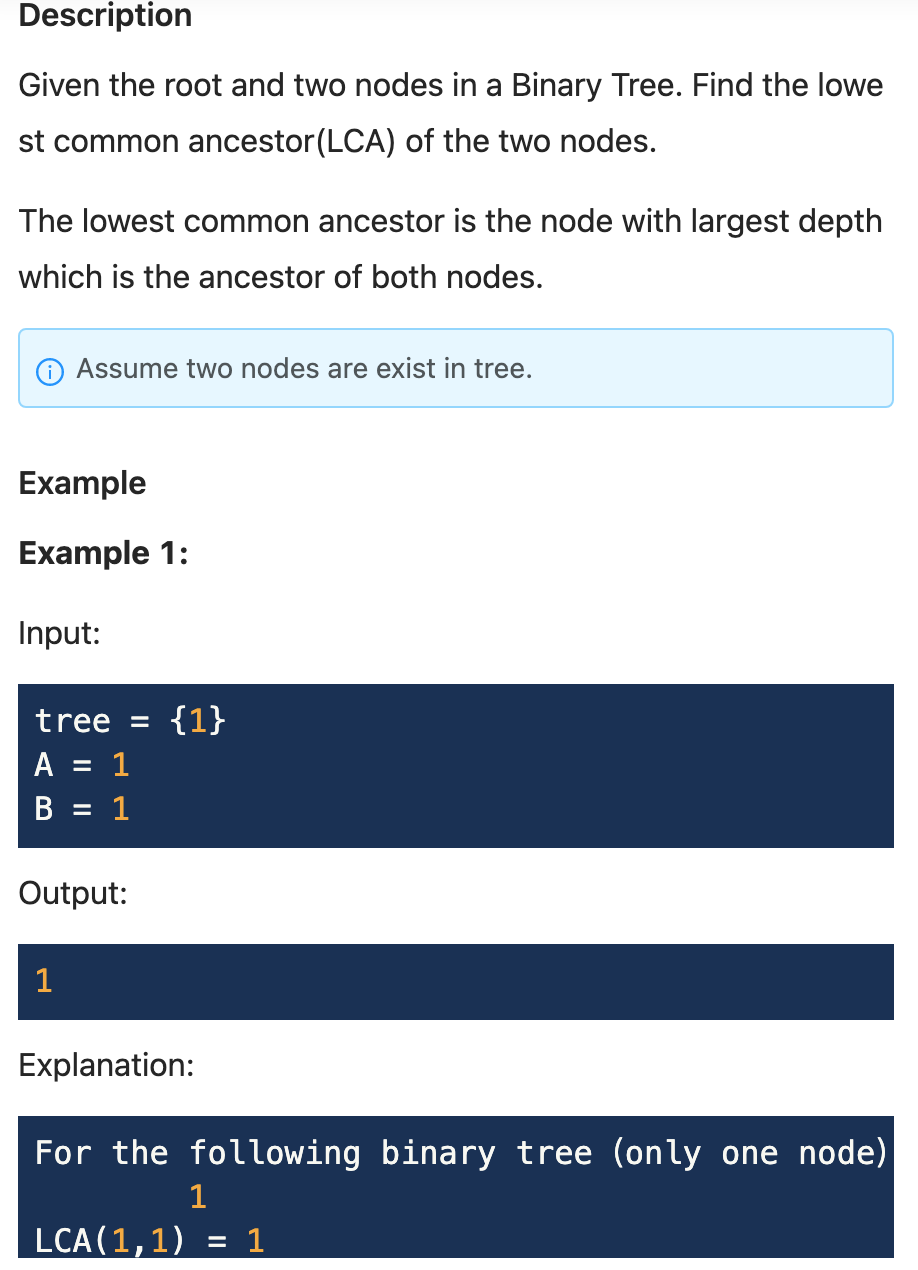 Description
Given the root and two nodes in a Binary Tree. Find the lowe
st common ancestor(LCA) of the two nodes.
The lowest common ancestor is the node with largest depth
which is the ancestor of both nodes.
Assume two nodes are exist in tree.
Example
Example 1:
Input:
tree = {1}
A = 1
B = 1
Output:
1
Explanation:
For the following binary tree (only one node)
1
LCA(1,1) = 1